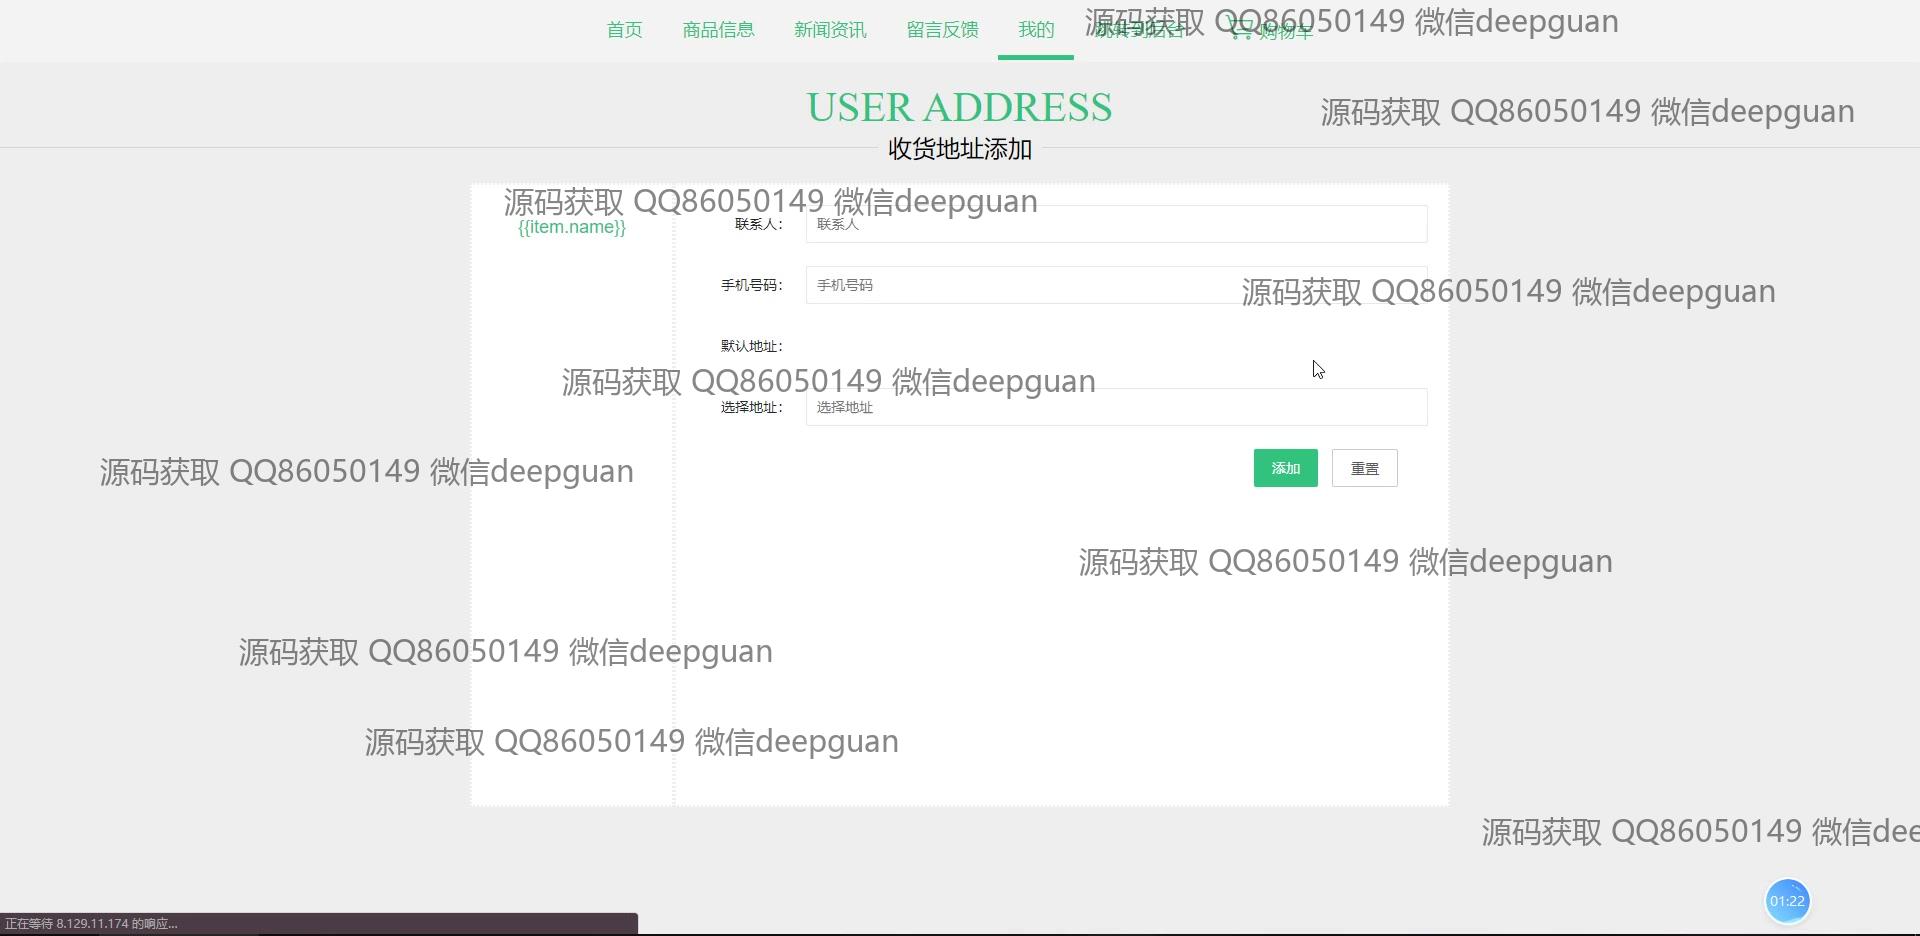 首页 商品信息 新闻资讯 留言反馈 我的 跳转到后台 购物车
源码获取 QQ86050149 微信deepguan
USER ADDRESS
源码获取 QQ86050149 微信deepguan
收货地址添加
源码获取 QQ86050149 微信deepguan
{{item.name}}
联系人： 联系人
手机号码： 手机号码
源码获取 QQ86050149 微信deepguan
默认地址：
源码获取 QQ86050149 微信deepguan
选择地址： 选择地址
添加 重置
源码获取 QQ86050149 微信deepguan
源码获取 QQ86050149 微信deepguan
源码获取 QQ86050149 微信deepguan
源码获取 QQ86050149 微信deepguan
源码获取 QQ86050149 微信dee
01:22
正在等待 8.129.11.174 的响应...